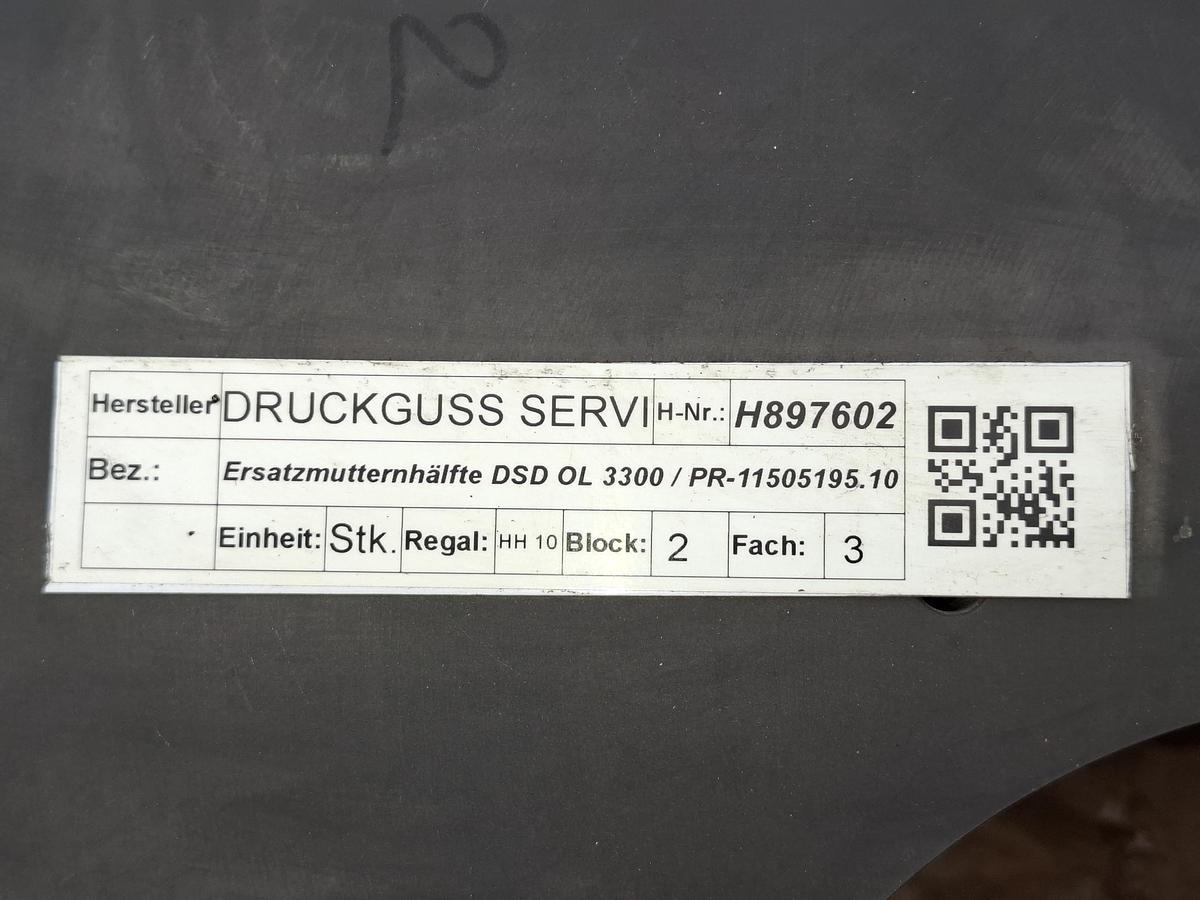 Hersteller DRUCKGUSS SERVI H-Nr.: H897602
Bez.: Ersatzmutternhälfte DSD OL 3300 / PR-11505195.10
Einheit: Stk. Regal: HH 10 Block: 2 Fach: 3